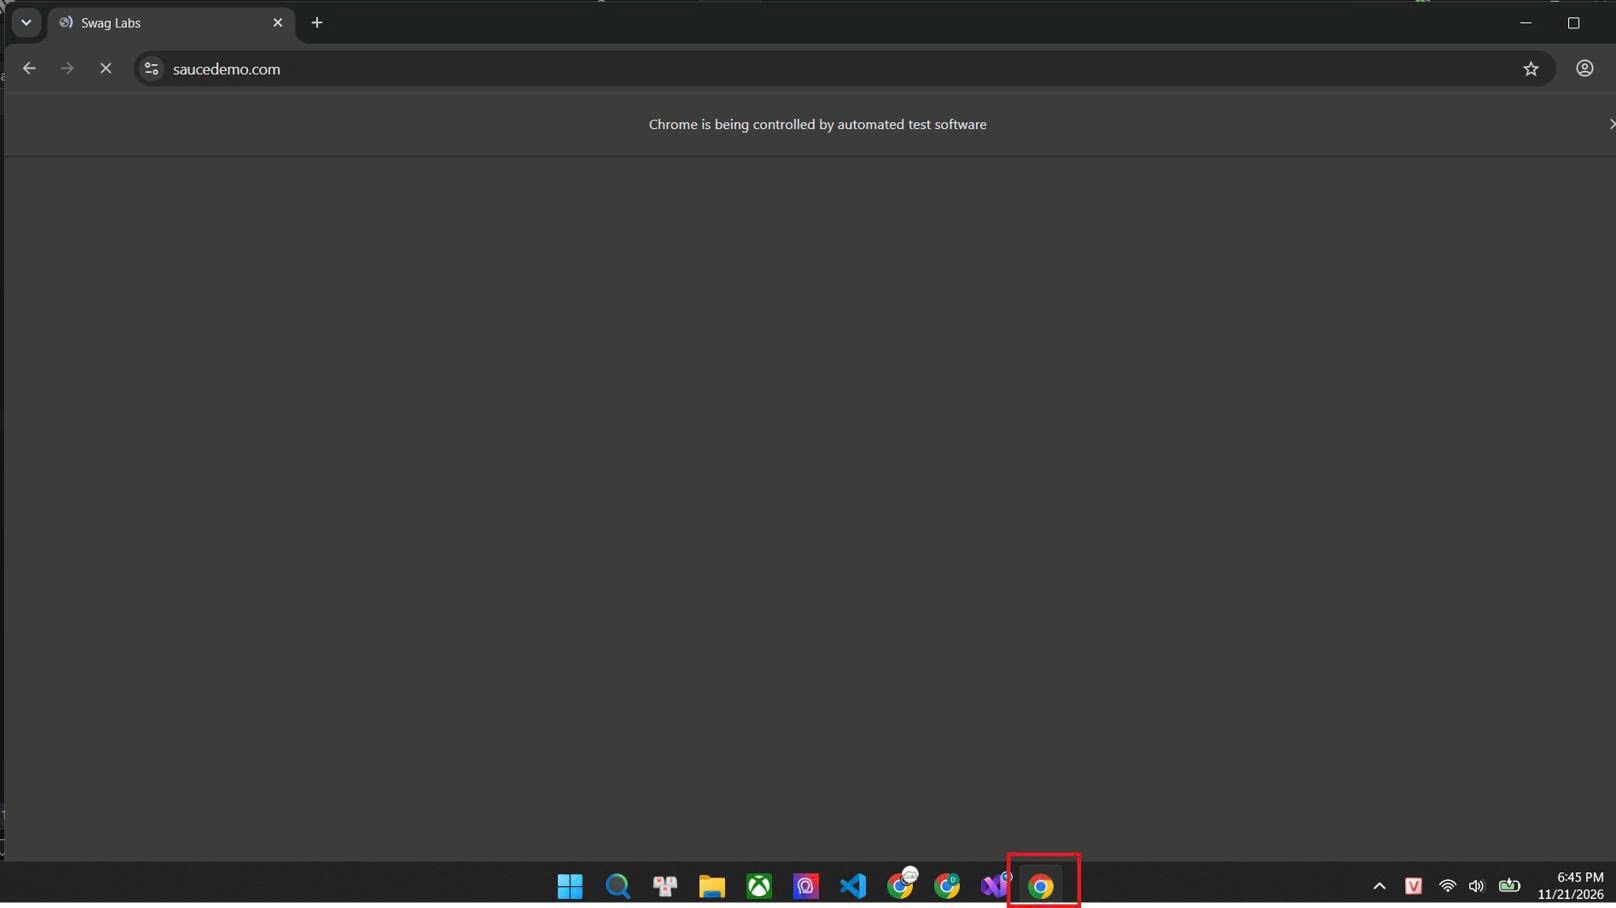 Swag Labs
saucedemo.com
Chrome is being controlled by automated test software
6:45 PM
11/21/2026